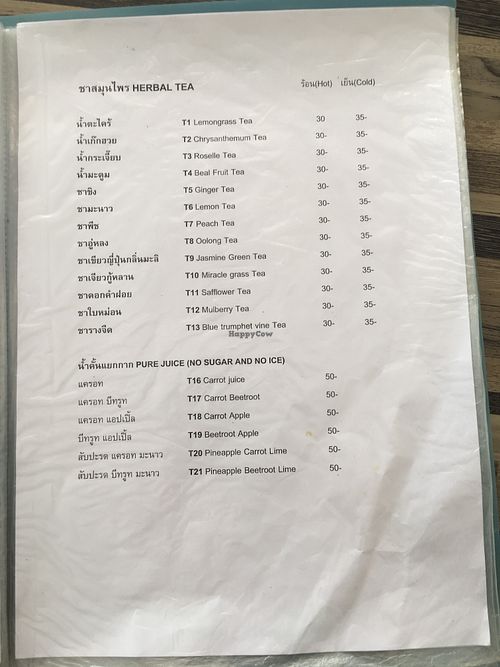 ชาสมุนไพร HERBAL TEA ร้อน(Hot) เย็น(Cold)
น้ำตะไคร้ T1 Lemongrass Tea 30 35-
น้ำเก๊กฮวย T2 Chrysanthemum Tea 30- 35-
น้ำกระเจี๊ยบ T3 Roselle Tea 30- 35-
น้ำมะตูม T4 Beal Fruit Tea 30- 35-
ชาขิง T5 Ginger Tea 30- 35-
ชามะนาว T6 Lemon Tea 30- 35-
ชาพีช T7 Peach Tea 30- 35-
ชาอู่หลง T8 Oolong Tea 30- 35-
ชาเขียวญี่ปุ่นกลิ่นมะลิ T9 Jasmine Green Tea 30- 35-
ชาเจียวกู้หลาน T10 Miracle grass Tea 30- 35-
ชาดอกคำฝอย T11 Safflower Tea 30- 35-
ชาใบหม่อน T12 Mulberry Tea 30- 35-
ชารางจืด T13 Blue trumphet vine Tea 30- 35-
HappyCow
น้ำคั้นแยกกาก PURE JUICE (NO SUGAR AND NO ICE)
แครอท T16 Carrot juice 50-
แครอท บีทรูท T17 Carrot Beetroot 50-
แครอท แอปเปิ้ล T18 Carrot Apple 50-
บีทรูท แอปเปิ้ล T19 Beetroot Apple 50-
สับปะรด แครอท มะนาว T20 Pineapple Carrot Lime 50-
สับปะรด บีทรูท มะนาว T21 Pineapple Beetroot Lime 50-